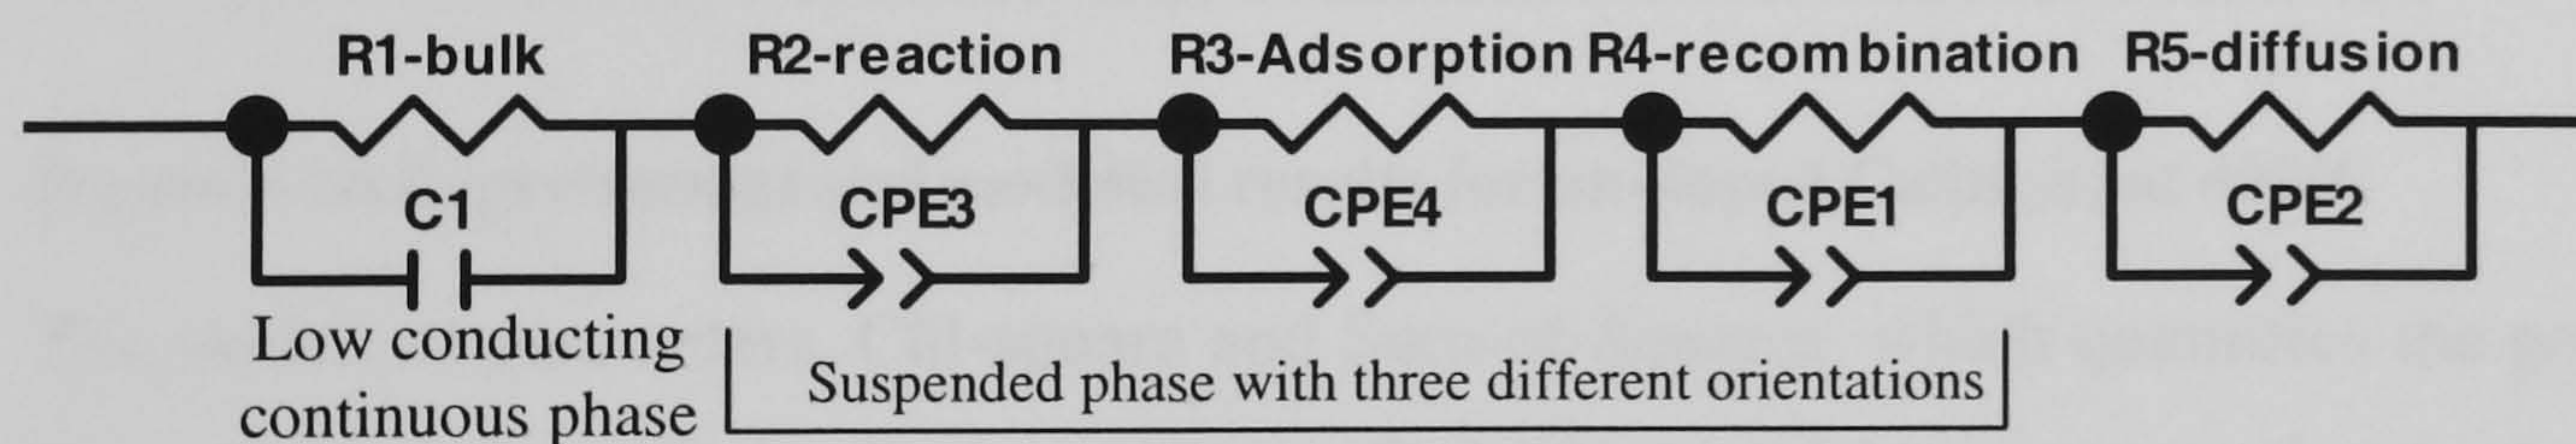 R1-bulk R2-reaction R3-Adsorption R4-recombination R5-diffusion
C1 CPE3 CPE4 CPE1 CPE2
Low conducting
continuous phase
Suspended phase with three different orientations